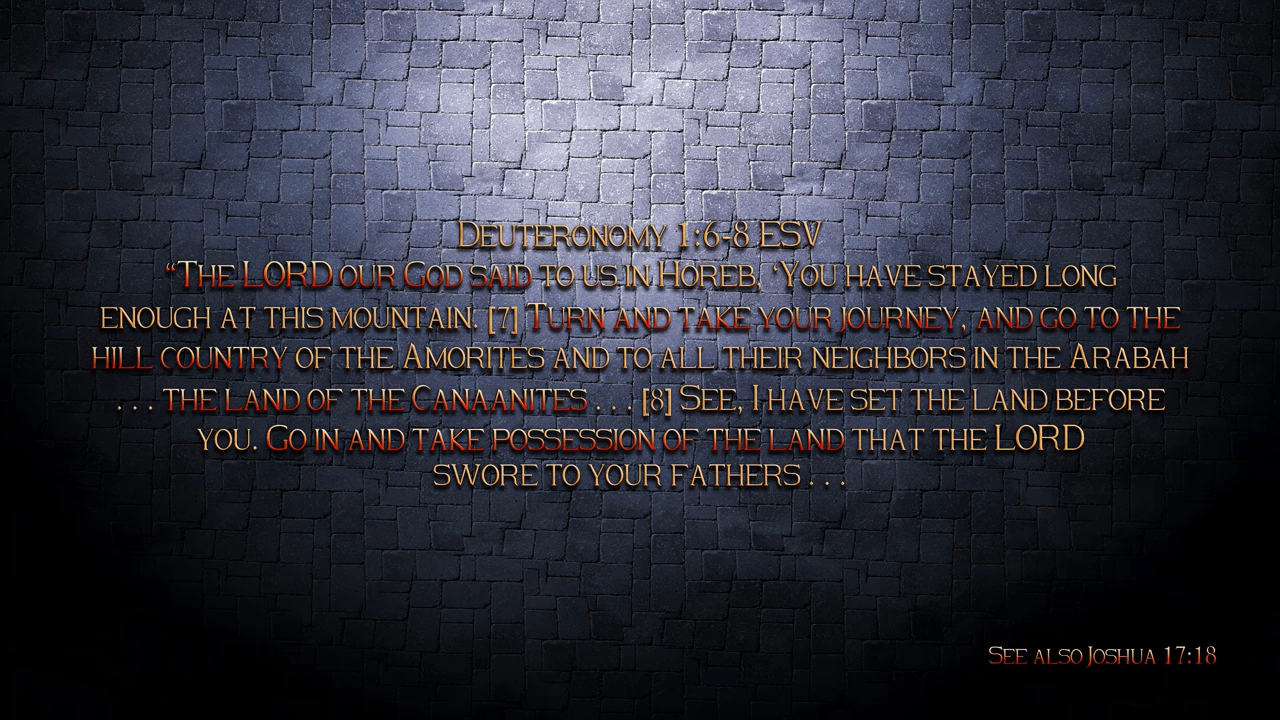 Deuteronomy 1:6-8 ESV
“The LORD our God said to us in Horeb, ‘You have stayed long
enough at this mountain. [7] Turn and take your journey, and go to the
hill country of the Amorites and to all their neighbors in the Arabah
. . . the land of the Canaanites . . . [8] See, I have set the land before
you. Go in and take possession of the land that the LORD
swore to your fathers . . .
See also Joshua 17:18